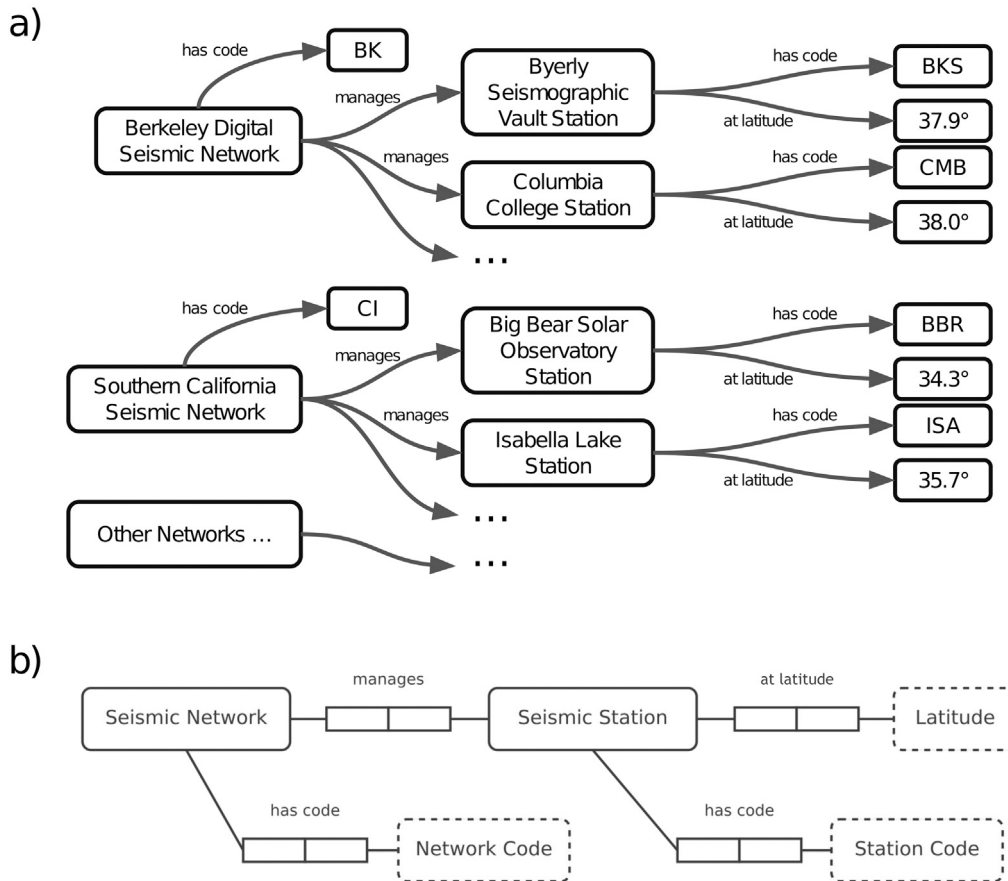 a)
has code
BK
manages
Berkeley Digital
Seismic Network
Byerly
Seismographic
Vault Station
has code
BKS
at latitude
37.9°
manages
Columbia
College Station
has code
CMB
at latitude
38.0°
...
has code
CI
manages
Southern California
Seismic Network
Big Bear Solar
Observatory
Station
has code
BBR
at latitude
34.3°
manages
Isabella Lake
Station
has code
ISA
at latitude
35.7°
...
Other Networks ...
...
b)
manages
at latitude
Seismic Network
Seismic Station
Latitude
has code
has code
Network Code
Station Code